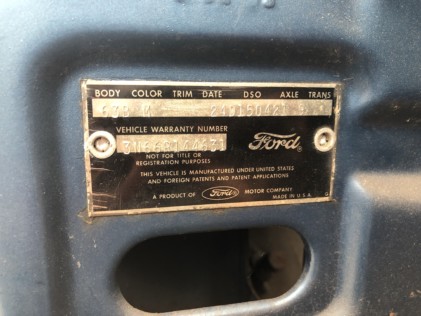 BODY COLOR TRIM DATE DSO AXLE TRANS
VEHICLE WARRANTY NUMBER
3N66Z144631
Ford
NOT FOR TITLE OR
REGISTRATION PURPOSES
THIS VEHICLE IS MANUFACTURED UNDER UNITED STATES
AND FOREIGN PATENTS AND PATENT APPLICATIONS
A PRODUCT OF Ford MOTOR COMPANY
MADE IN U.S.A.